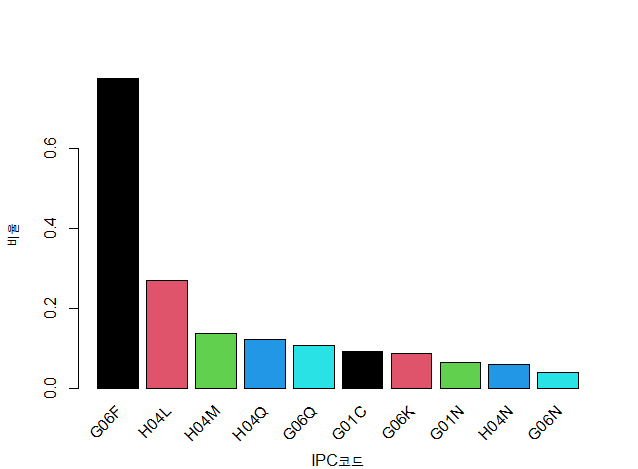 비율
0.6
0.4
0.2
0.0
G06F
H04L
H04M
H04Q
G06Q
G01C
G06K
G01N
H04N
G06N
IPC코드